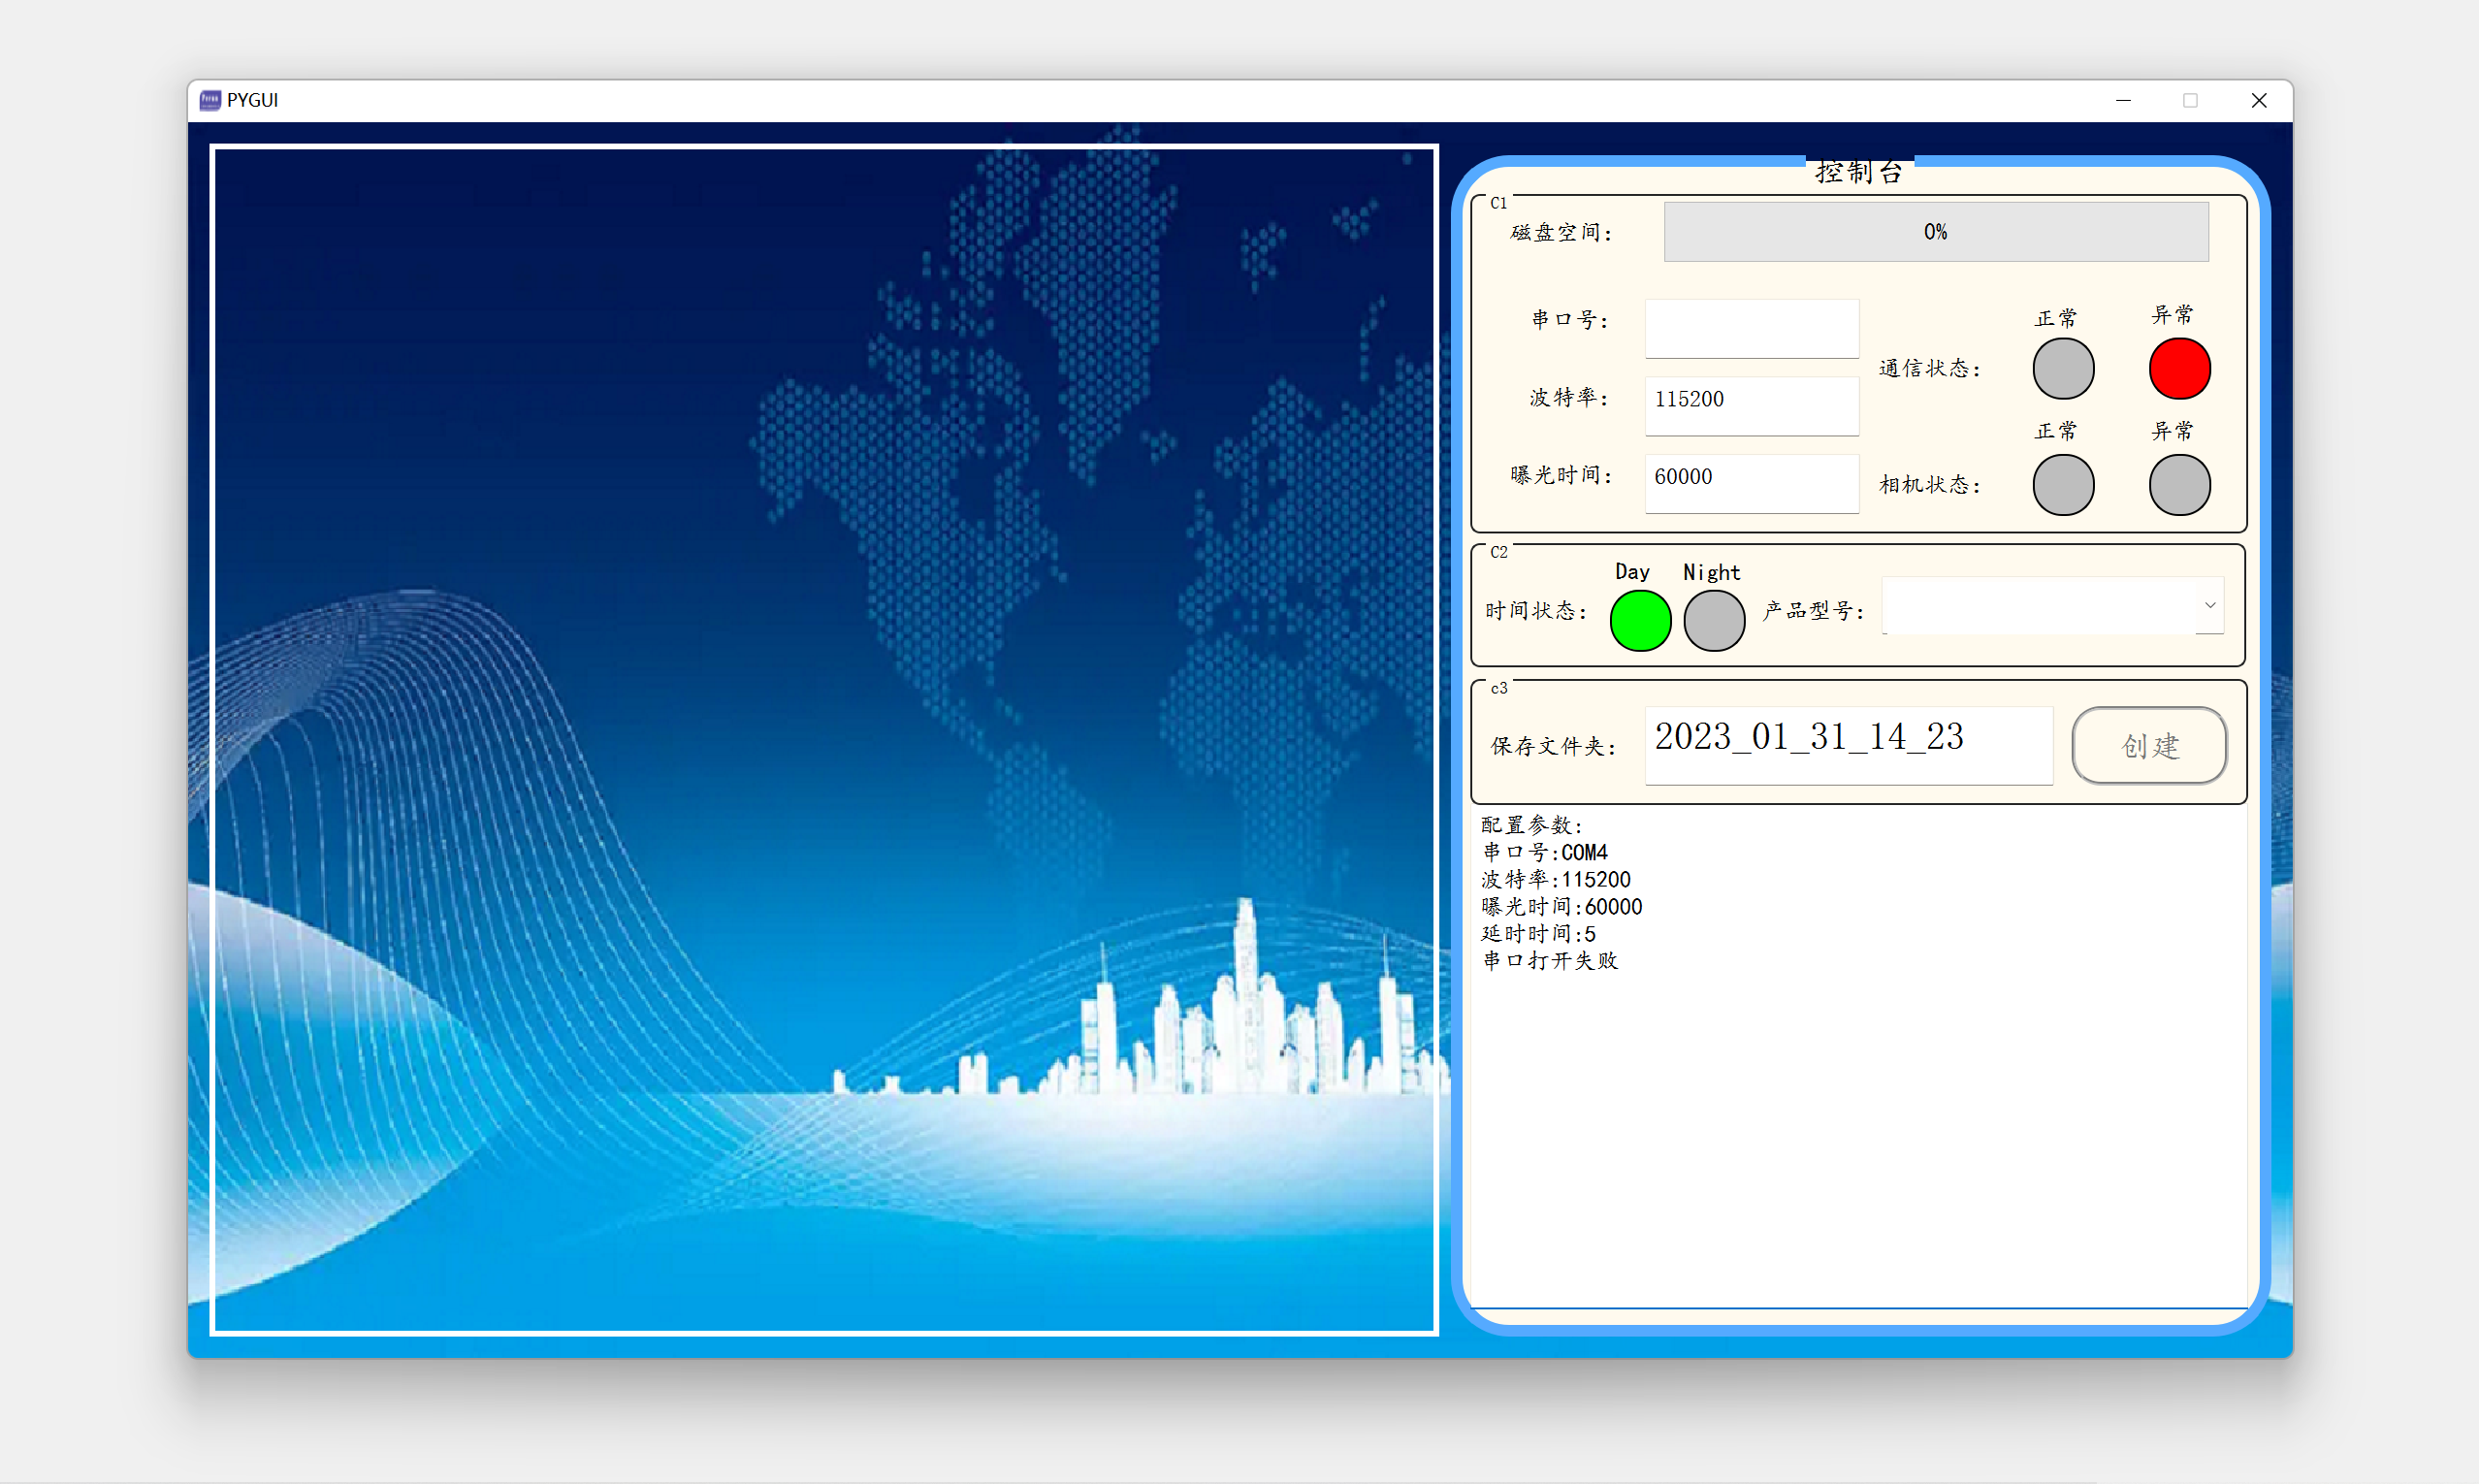 PYGUI
控制台
C1
磁盘空间：
0%
串口号：
正常 异常
通信状态：
波特率：
115200
正常 异常
曝光时间：
60000
相机状态：
C2
Day Night
时间状态：
产品型号：
c3
保存文件夹：
2023_01_31_14_23
创建
配置参数:
串口号:COM4
波特率:115200
曝光时间:60000
延时时间:5
串口打开失败